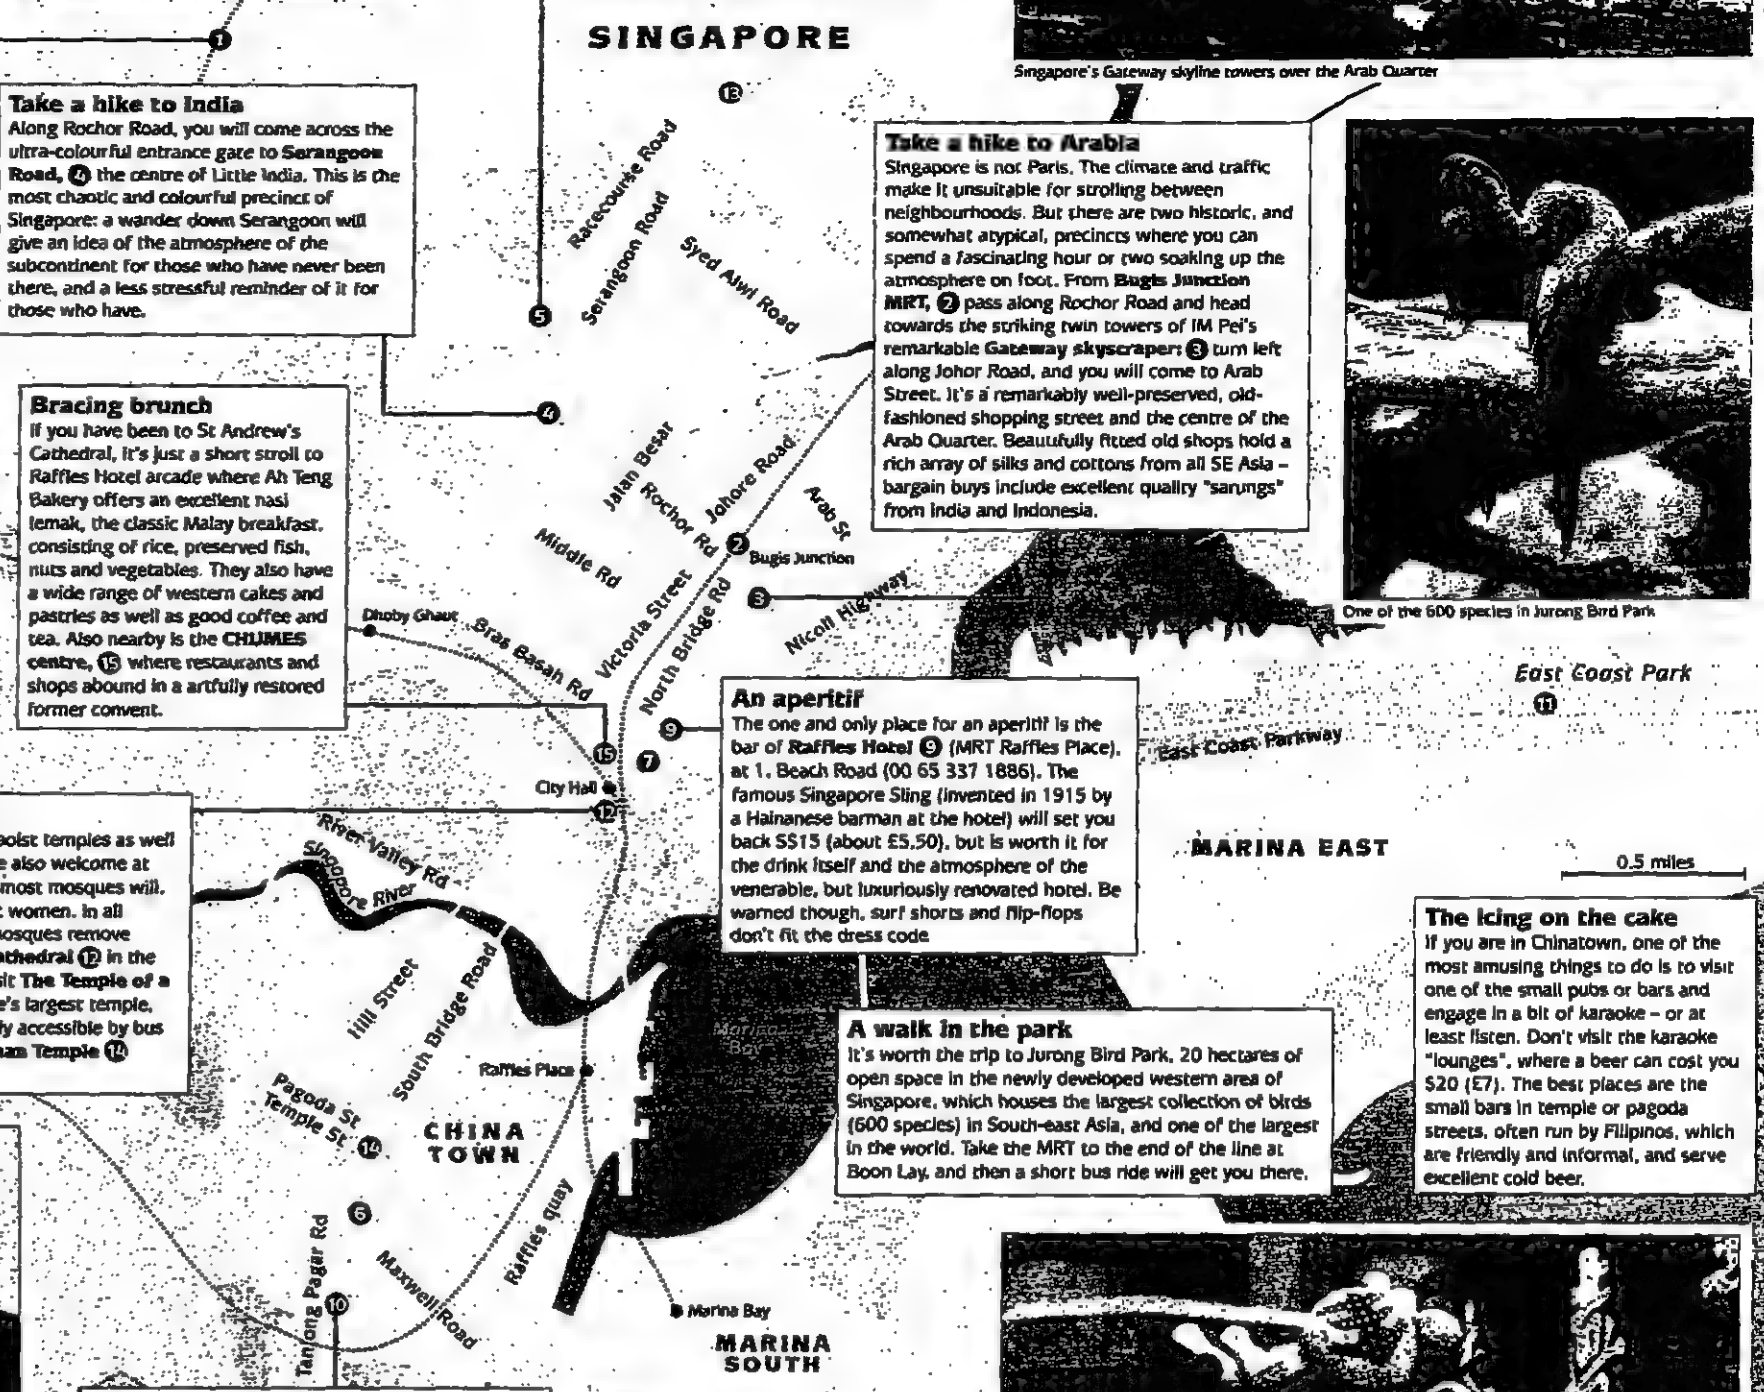 1
SINGAPORE
13
Singapore's Gateway skyline towers over the Arab Quarter
Take a hike to India
Along Rochor Road, you will come across the
ultra-colourful entrance gate to Serangoon
Road, 4 the centre of Little India. This is the
most chaotic and colourful precinct of
Singapore: a wander down Serangoon will
give an idea of the atmosphere of the
subcontinent for those who have never been
there, and a less stressful reminder of it for
those who have.
Racecourse Road
Serangoon Road
Syed Alwi Road
5
4
Take a hike to Arabia
Singapore is not Paris. The climate and traffic
make it unsuitable for strolling between
neighbourhoods. But there are two historic, and
somewhat atypical, precincts where you can
spend a fascinating hour or two soaking up the
atmosphere on foot. From Bugis Junction
MRT, 2 pass along Rochor Road and head
towards the striking twin towers of IM Pei's
remarkable Gateway skyscraper: 3 turn left
along Johor Road, and you will come to Arab
Street. It's a remarkably well-preserved, old-
fashioned shopping street and the centre of the
Arab Quarter. Beautifully fitted old shops hold a
rich array of silks and cottons from all SE Asia –
bargain buys include excellent quality "sarungs"
from India and Indonesia.
One of the 600 species in Jurong Bird Park
Bracing brunch
If you have been to St Andrew's
Cathedral, it's just a short stroll to
Raffles Hotel arcade where Ah Teng
Bakery offers an excellent nasi
lemak, the classic Malay breakfast,
consisting of rice, preserved fish,
nuts and vegetables. They also have
a wide range of western cakes and
pastries as well as good coffee and
tea. Also nearby is the CHIJMES
centre, 15 where restaurants and
shops abound in a artfully restored
former convent.
Jalan Besar
Rochor Rd
Johore Road
Arab St
Middle Rd
2
Bugis Junction
3
Nicoll Highway
Dhoby Ghaut
Bras Basah Rd
Victoria Street
North Bridge Rd
East Coast Park
11
East Coast Parkway
9
15
7
City Hall
12
An aperitif
The one and only place for an aperitif is the
bar of Raffles Hotel 9 (MRT Raffles Place),
at 1, Beach Road (00 65 337 1886). The
famous Singapore Sling (invented in 1915 by
a Hainanese barman at the hotel) will set you
back S$15 (about £5.50), but is worth it for
the drink itself and the atmosphere of the
venerable, but luxuriously renovated hotel. Be
warned though, surf shorts and flip-flops
don't fit the dress code
MARINA EAST
0.5 miles
aoist temples as well
e also welcome at
most mosques will,
t women. In all
osques remove
athedral 12 in the
sit The Temple of a
e's largest temple,
ly accessible by bus
man Temple 14
River Valley Rd
Singapore River
Hill Street
South Bridge Road
Raffles Place
Marina
Bay
Pagoda St
Temple St
14
CHINA
TOWN
6
Tanjong Pagar Rd
10
Maxwell Road
Raffles quay
Marina Bay
MARINA
SOUTH
A walk in the park
It's worth the trip to Jurong Bird Park, 20 hectares of
open space in the newly developed western area of
Singapore, which houses the largest collection of birds
(600 species) in South-east Asia, and one of the largest
in the world. Take the MRT to the end of the line at
Boon Lay, and then a short bus ride will get you there.
The icing on the cake
If you are in Chinatown, one of the
most amusing things to do is to visit
one of the small pubs or bars and
engage in a bit of karaoke – or at
least listen. Don't visit the karaoke
"lounges", where a beer can cost you
$20 (£7). The best places are the
small bars in temple or pagoda
streets, often run by Filipinos, which
are friendly and informal, and serve
excellent cold beer.